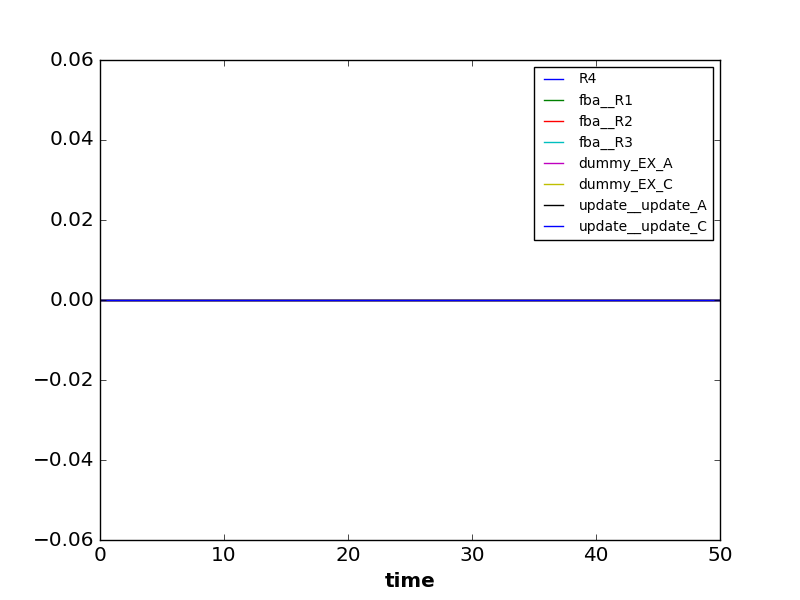 0.06
0.04
0.02
0.00
−0.02
−0.04
−0.06
0 10 20 30 40 50
time
R4
fba__R1
fba__R2
fba__R3
dummy_EX_A
dummy_EX_C
update__update_A
update__update_C